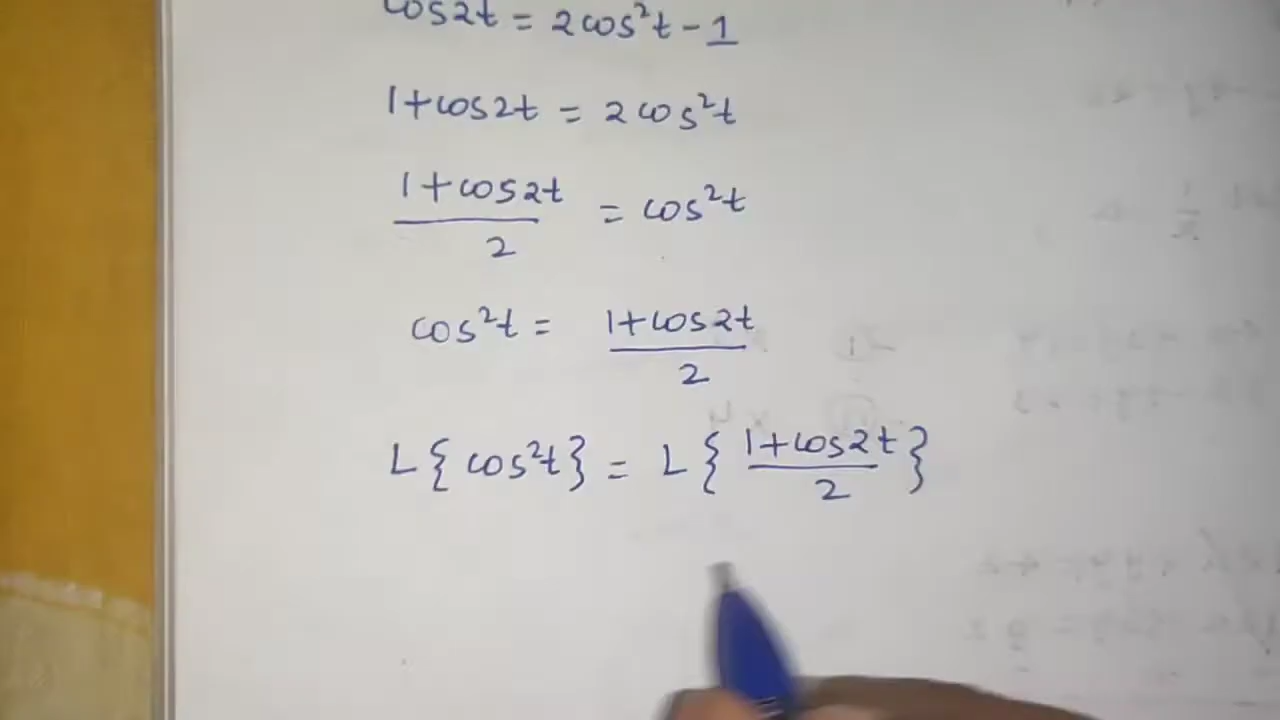 cos2t = 2cos²t - 1
1+cos2t = 2cos²t
1+cos2t / 2 = cos²t
cos²t = 1+cos2t / 2
L{cos²t} = L{1+cos2t / 2}